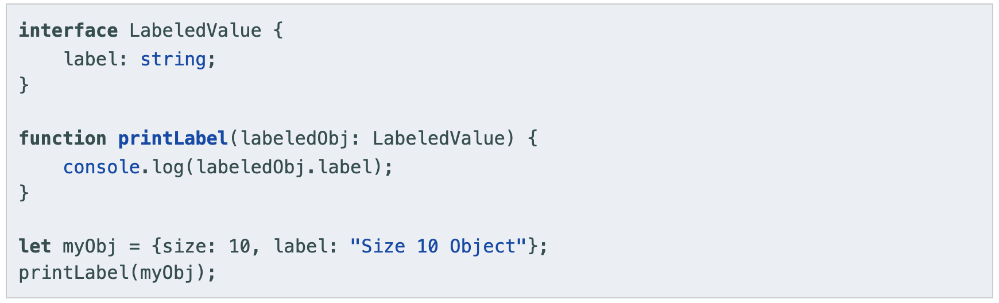 interface LabeledValue {
    label: string;
}

function printLabel(labeledObj: LabeledValue) {
    console.log(labeledObj.label);
}

let myObj = {size: 10, label: "Size 10 Object"};
printLabel(myObj);